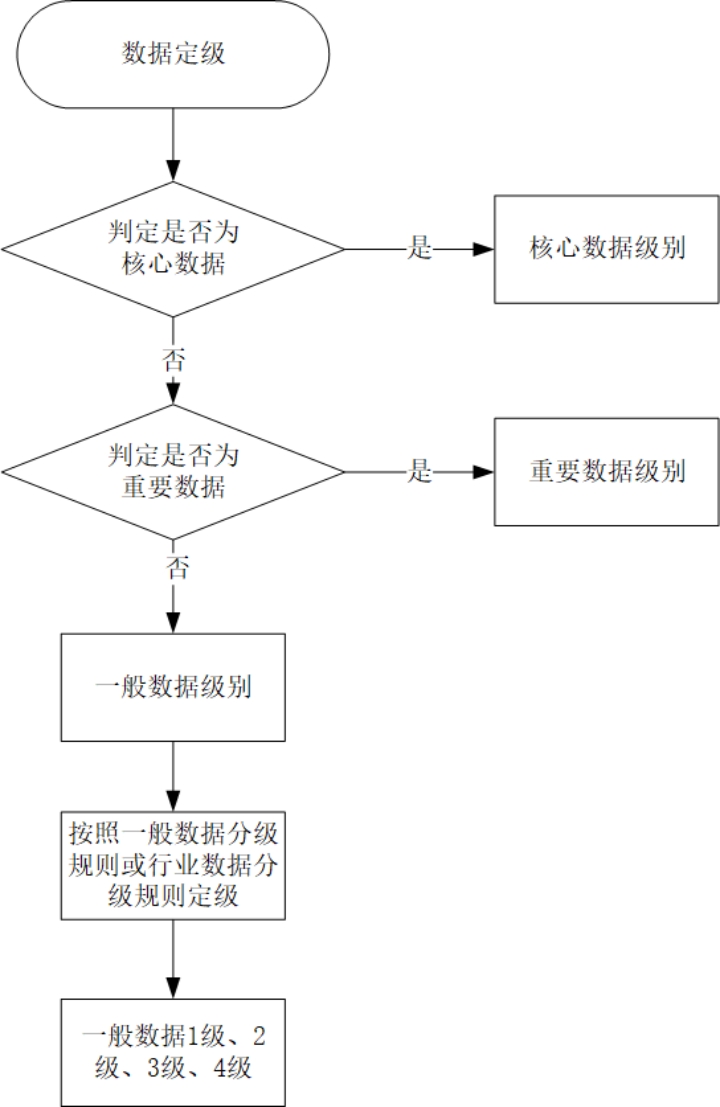 数据定级
判定是否为
核心数据
是
核心数据级别
否
判定是否为
重要数据
是
重要数据级别
否
一般数据级别
按照一般数据分级
规则或行业数据分
级规则定级
一般数据1级、2
级、3级、4级